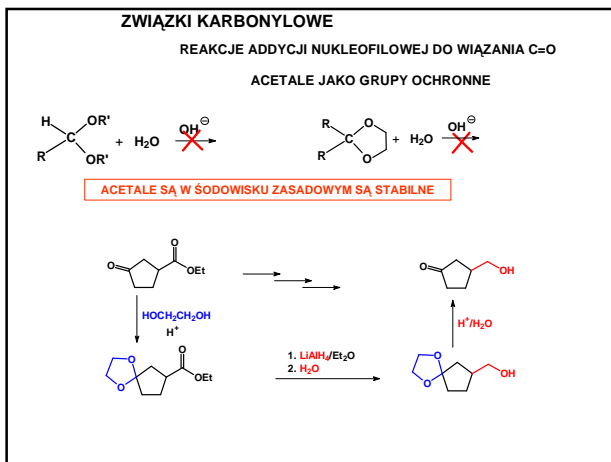 ZWIĄZKI KARBONYLOWE
REAKCJE ADDYCJI NUKLEOFILOWEJ DO WIĄZANIA C=O
ACETALE JAKO GRUPY OCHRONNE
H OR' C R OR' + H₂O OH⊖
R R C O O + H₂O OH⊖
ACETALE SĄ W ŚODOWISKU ZASADOWYM SĄ STABILNE
O O OEt
O OH
HOCH₂CH₂OH
H⁺
H⁺/H₂O
O O O OEt
1. LiAlH₄/Et₂O
2. H₂O
O O OH